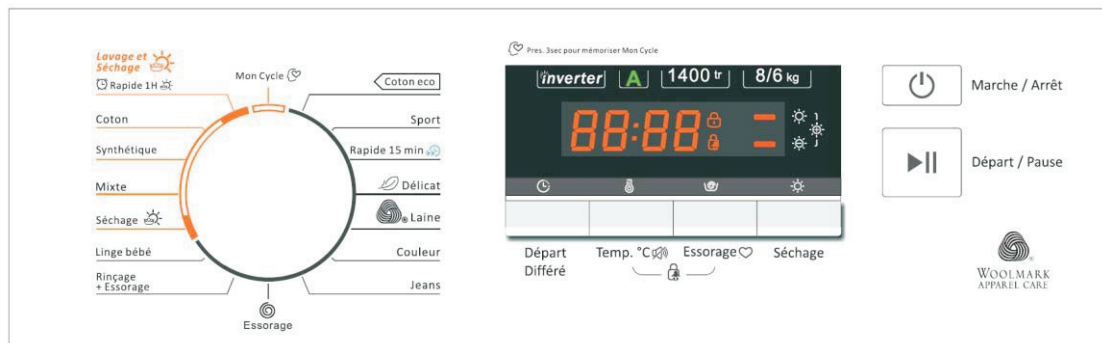 Lavage et
Séchage
Rapide 1H
Coton
Synthétique
Mixte
Séchage
Linge bébé
Rinçage
+ Essorage
Mon Cycle
Essorage
Coton eco
Sport
Rapide 15 min
Délicat
Laine
Couleur
Jeans
Pres. 3sec pour mémoriser Mon Cycle
inverter
A
1400 tr
8/6 kg
88:88
Départ
Différé
Temp. °C
Essorage
Séchage
Marche / Arrêt
Départ / Pause
WOOLMARK
APPAREL CARE